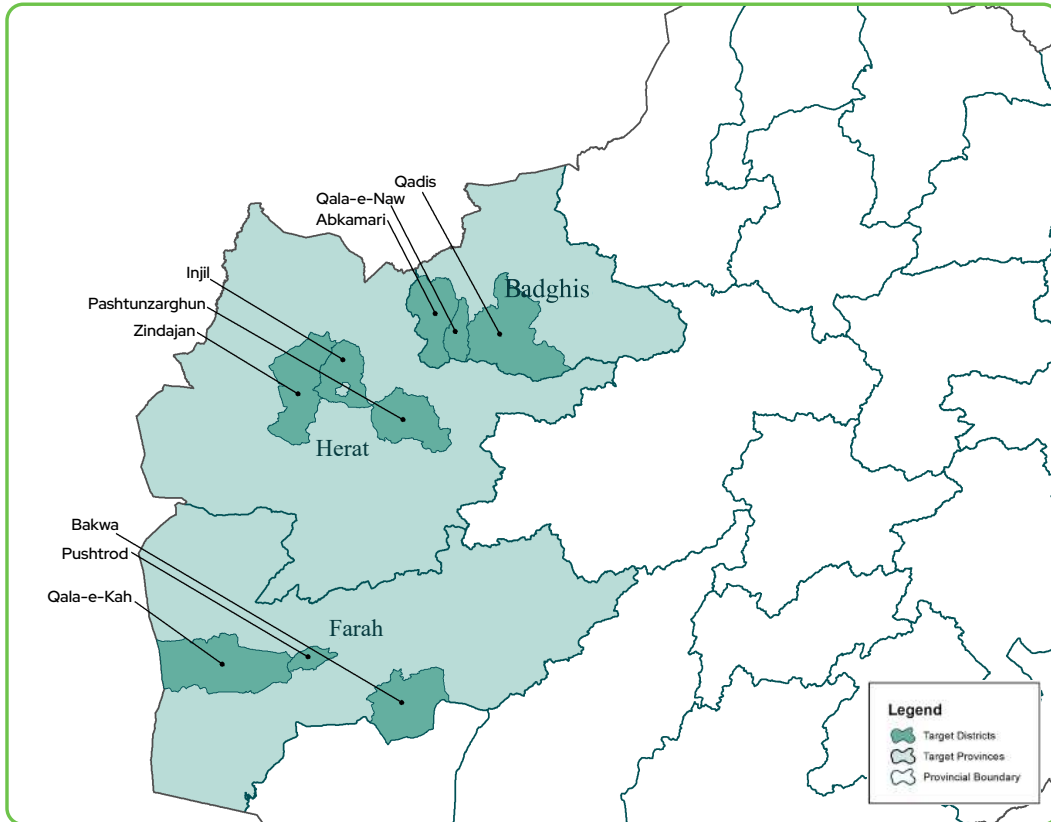 Qadis
Qala-e-Naw
Abkamari
Injil
Badghis
Pashtunzarghun
Zindajan
Herat
Bakwa
Pushtrod
Qala-e-Kah
Farah
Legend
Target Districts
Target Provinces
Provincial Boundary